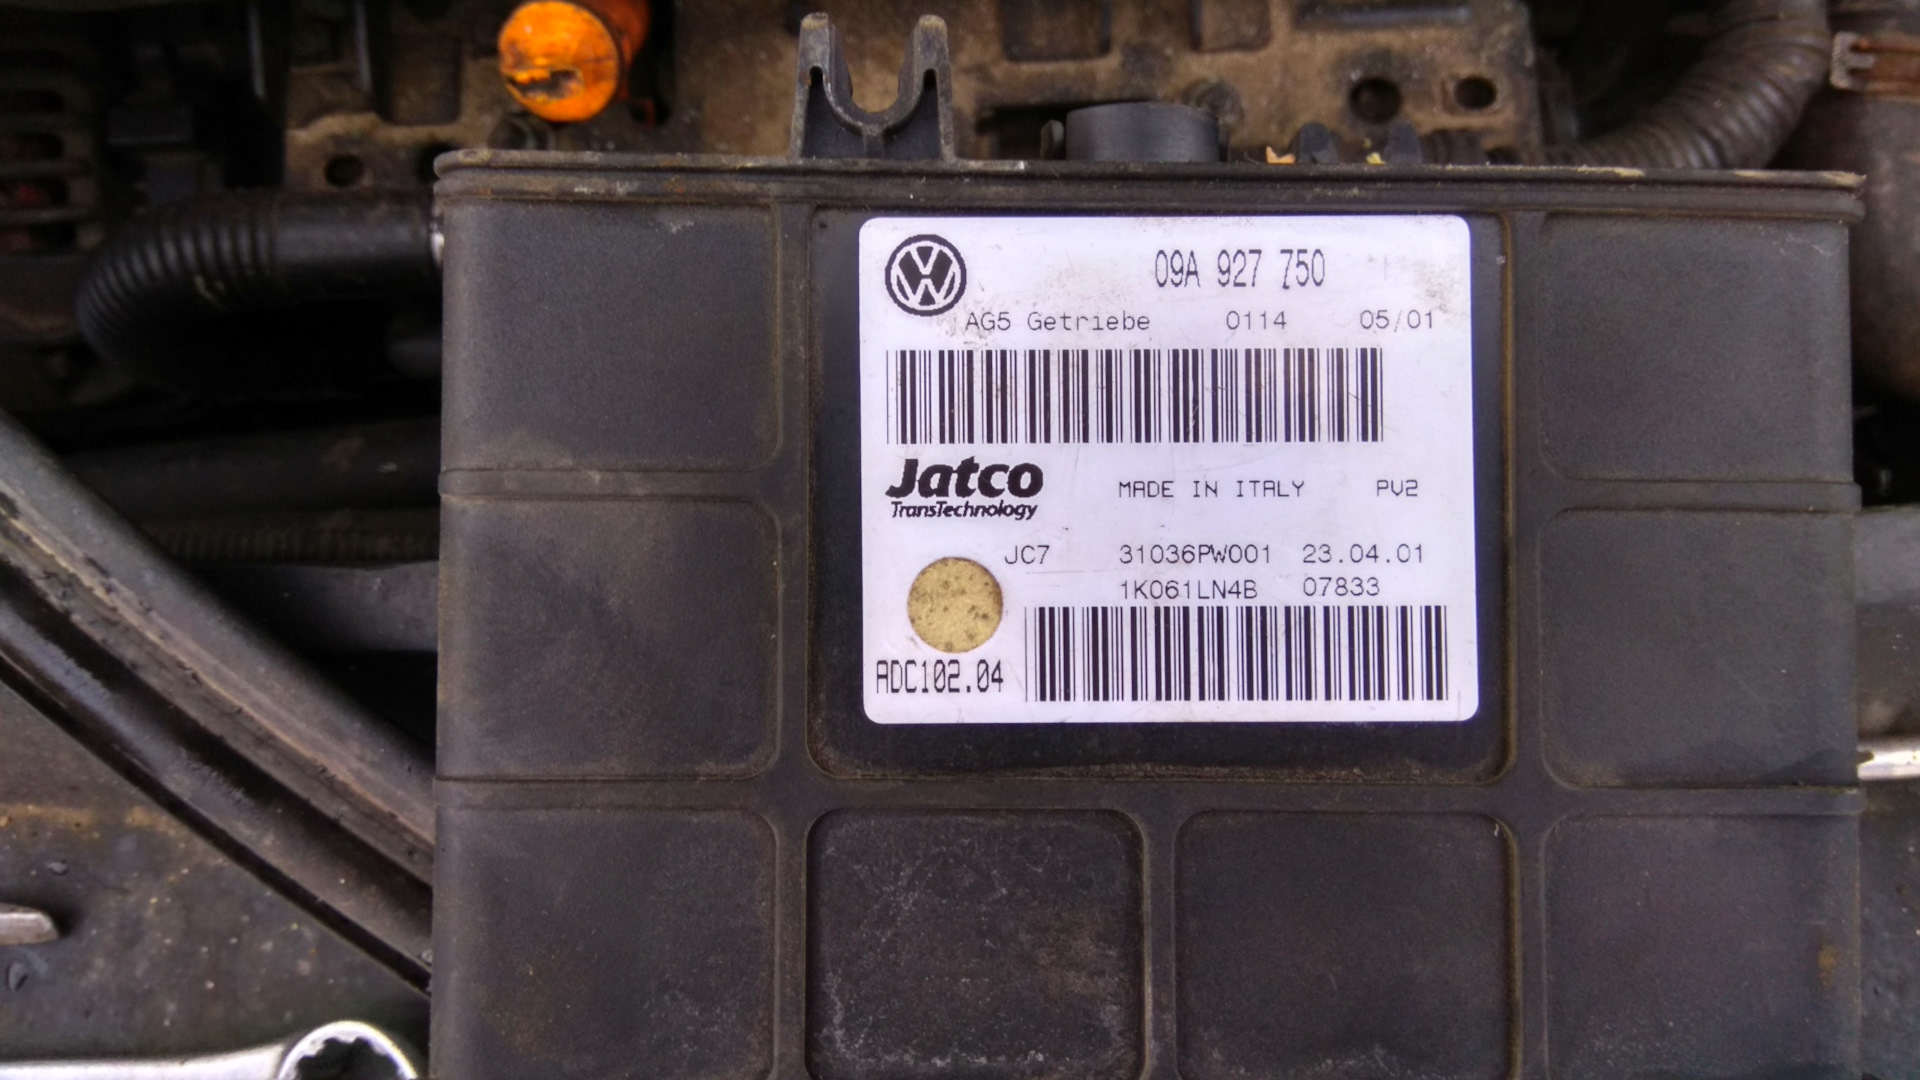 09A 927 750
AG5 Getriebe 0114 05/01
Jatco
TransTechnology
MADE IN ITALY PV2
JC7 31036PW001 23.04.01
1K061LN4B 07833
ADC102.04